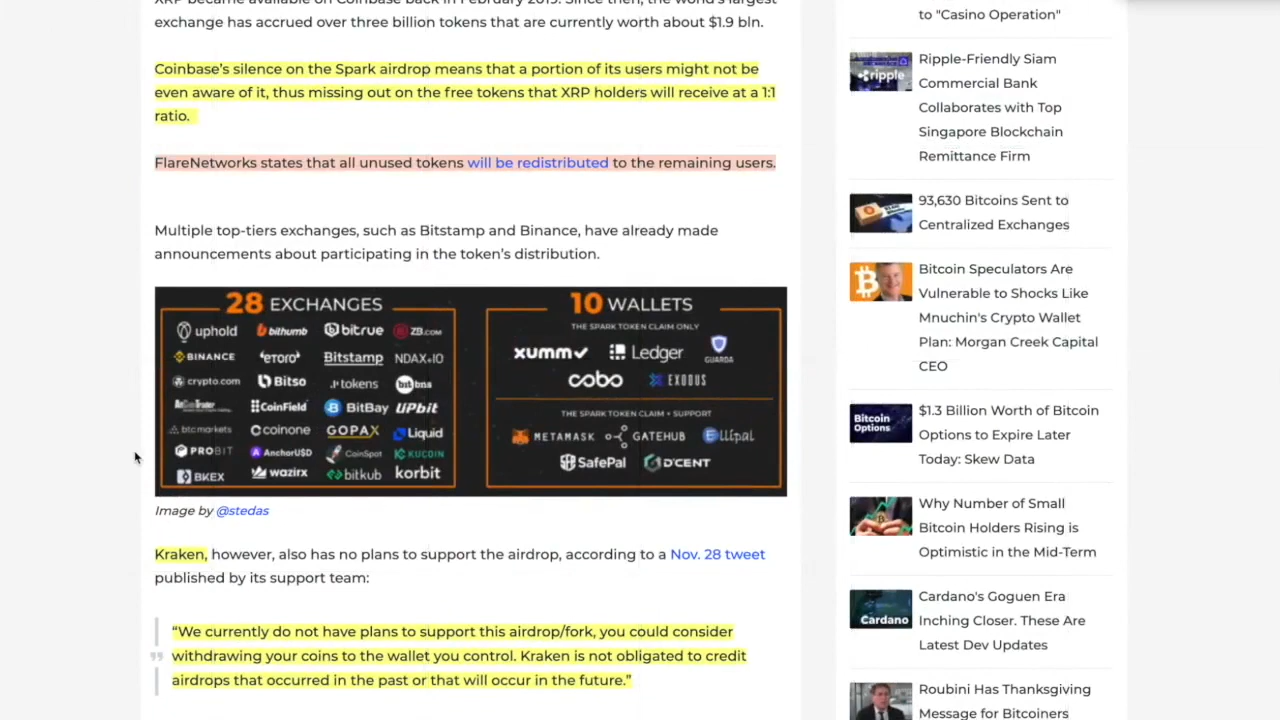 XRP became available on Coinbase back in February 2019. Since then, the world's largest
exchange has accrued over three billion tokens that are currently worth about $1.9 bln.
Coinbase's silence on the Spark airdrop means that a portion of its users might not be
even aware of it, thus missing out on the free tokens that XRP holders will receive at a 1:1
ratio.
FlareNetworks states that all unused tokens will be redistributed to the remaining users.
Multiple top-tiers exchanges, such as Bitstamp and Binance, have already made
announcements about participating in the token's distribution.
28 EXCHANGES
uphold bithumb bitrue ZB.COM
BINANCE eTORO Bitstamp NDAX.IO
crypto.com Bitso .tokens bitbns
CoinField BitBay UPbit
btcmarkets coinone GOPAX Liquid
PROBIT AnchorUSD CoinSpot KUCOIN
BKEX wazirx bitkub korbit
10 WALLETS
THE SPARK TOKEN CLAIM ONLY
xumm Ledger GUARDA
cobo EXODUS
THE SPARK TOKEN CLAIM + SUPPORT
METAMASK GATEHUB Ellipal
SafePal D'CENT
Image by @stedas
Kraken, however, also has no plans to support the airdrop, according to a Nov. 28 tweet
published by its support team:
"We currently do not have plans to support this airdrop/fork, you could consider
withdrawing your coins to the wallet you control. Kraken is not obligated to credit
airdrops that occurred in the past or that will occur in the future."
to "Casino Operation"
ripple
Ripple-Friendly Siam
Commercial Bank
Collaborates with Top
Singapore Blockchain
Remittance Firm
93,630 Bitcoins Sent to
Centralized Exchanges
Bitcoin Speculators Are
Vulnerable to Shocks Like
Mnuchin's Crypto Wallet
Plan: Morgan Creek Capital
CEO
Bitcoin
Options
$1.3 Billion Worth of Bitcoin
Options to Expire Later
Today: Skew Data
Why Number of Small
Bitcoin Holders Rising is
Optimistic in the Mid-Term
Cardano
Cardano's Goguen Era
Inching Closer. These Are
Latest Dev Updates
Roubini Has Thanksgiving
Message for Bitcoiners